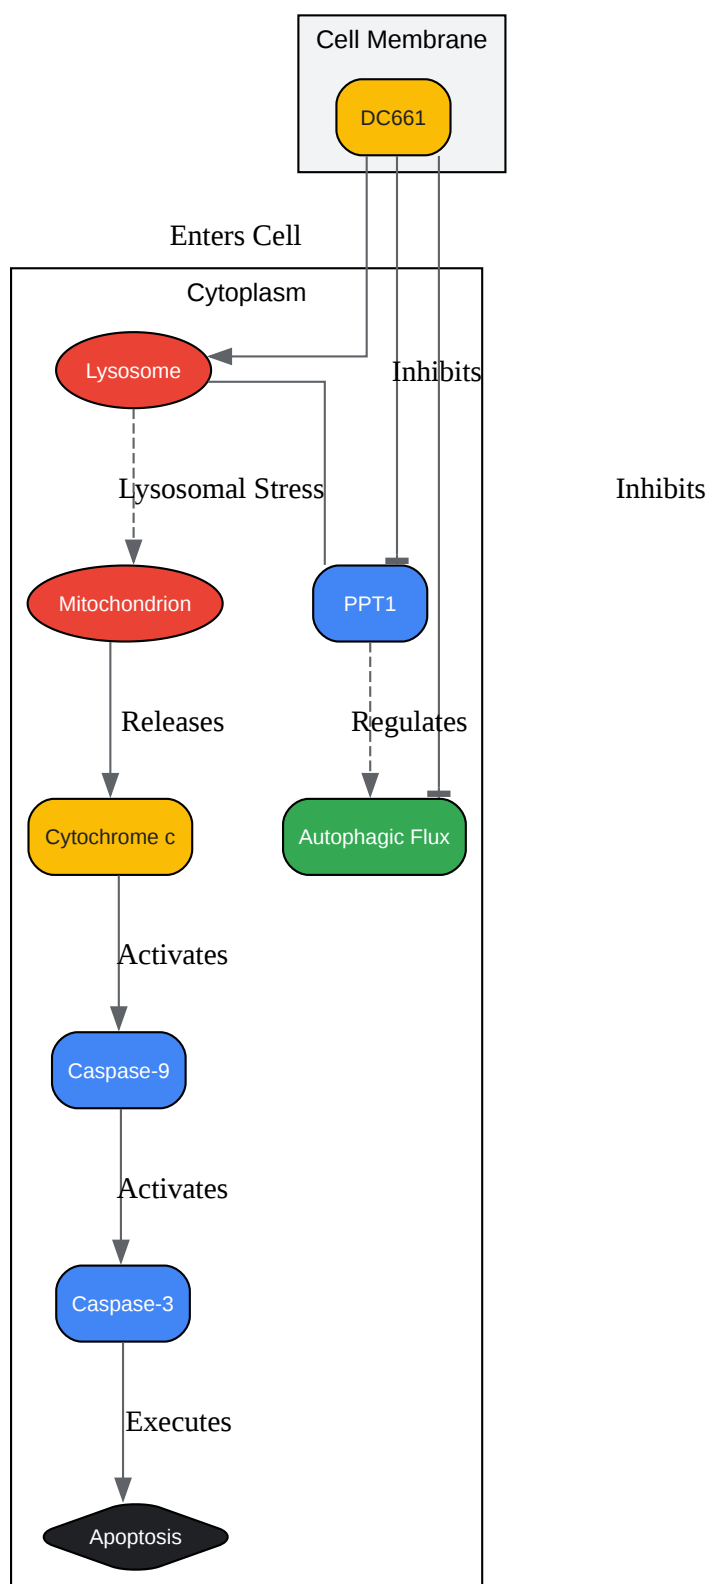 Cell Membrane
DC661
Enters Cell
Cytoplasm
Lysosome
Inhibits
Lysosomal Stress
Inhibits
Mitochondrion
PPT1
Releases
Regulates
Cytochrome c
Autophagic Flux
Activates
Caspase-9
Activates
Caspase-3
Executes
Apoptosis